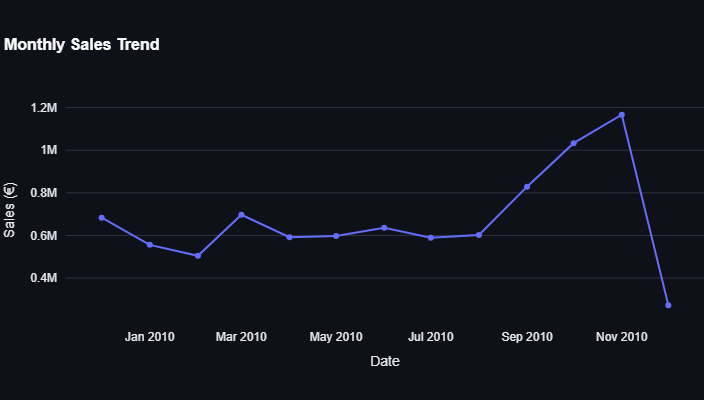 Monthly Sales Trend
1.2M
1M
0.8M
0.6M
0.4M
Sales (€)
Jan 2010 Mar 2010 May 2010 Jul 2010 Sep 2010 Nov 2010
Date